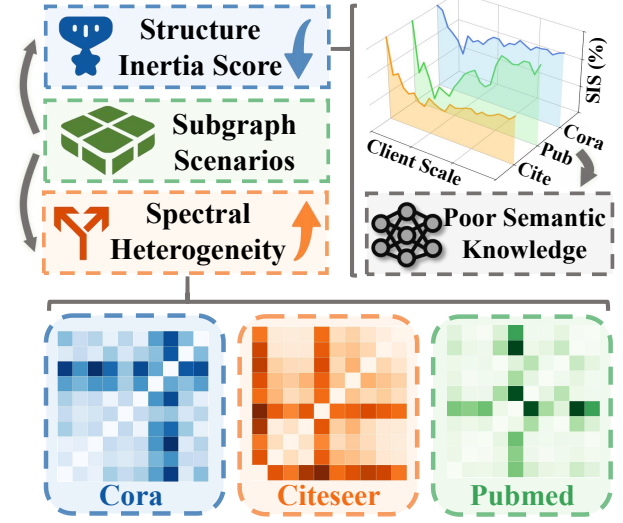 Structure
Inertia Score
Subgraph
Scenarios
Spectral
Heterogeneity
SIS (%)
Cora
Pub
Cite
Client Scale
Poor Semantic
Knowledge
Cora
Citeseer
Pubmed